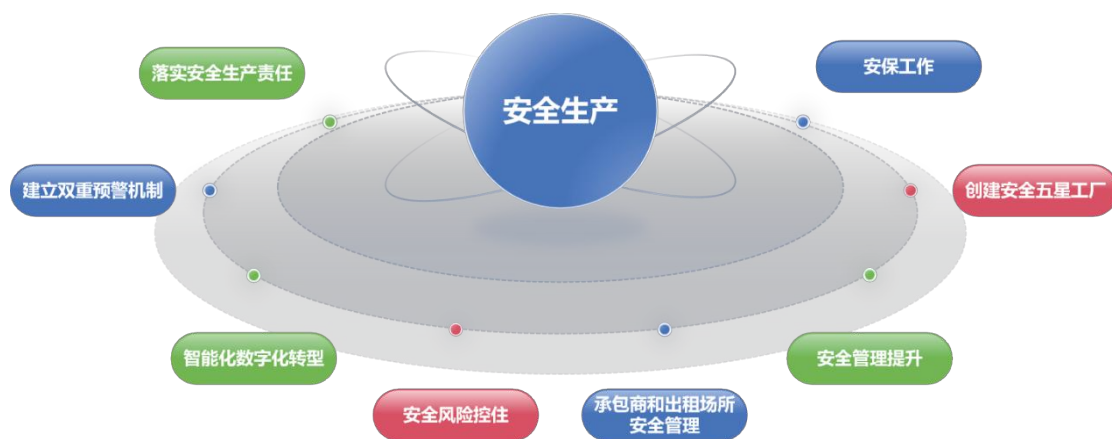 安全生产
落实安全生产责任
安保工作
建立双重预警机制
创建安全五星工厂
智能化数字化转型
安全管理提升
安全风险控住
承包商和出租场所
安全管理